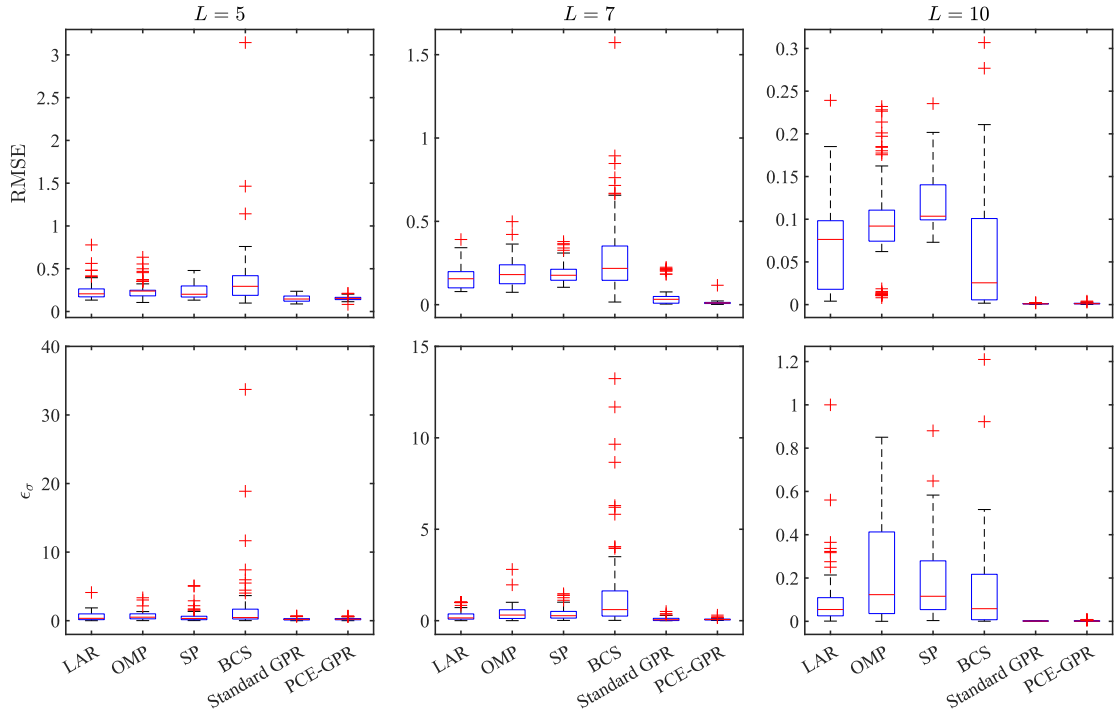 L = 5
L = 7
L = 10
RMSE
3
2.5
2
1.5
1
0.5
0
1.5
1
0.5
0
0.3
0.25
0.2
0.15
0.1
0.05
0
ϵσ
40
30
20
10
0
15
10
5
0
1.2
1
0.8
0.6
0.4
0.2
0
LAR
OMP
SP
BCS
Standard GPR
PCE-GPR
LAR
OMP
SP
BCS
Standard GPR
PCE-GPR
LAR
OMP
SP
BCS
Standard GPR
PCE-GPR